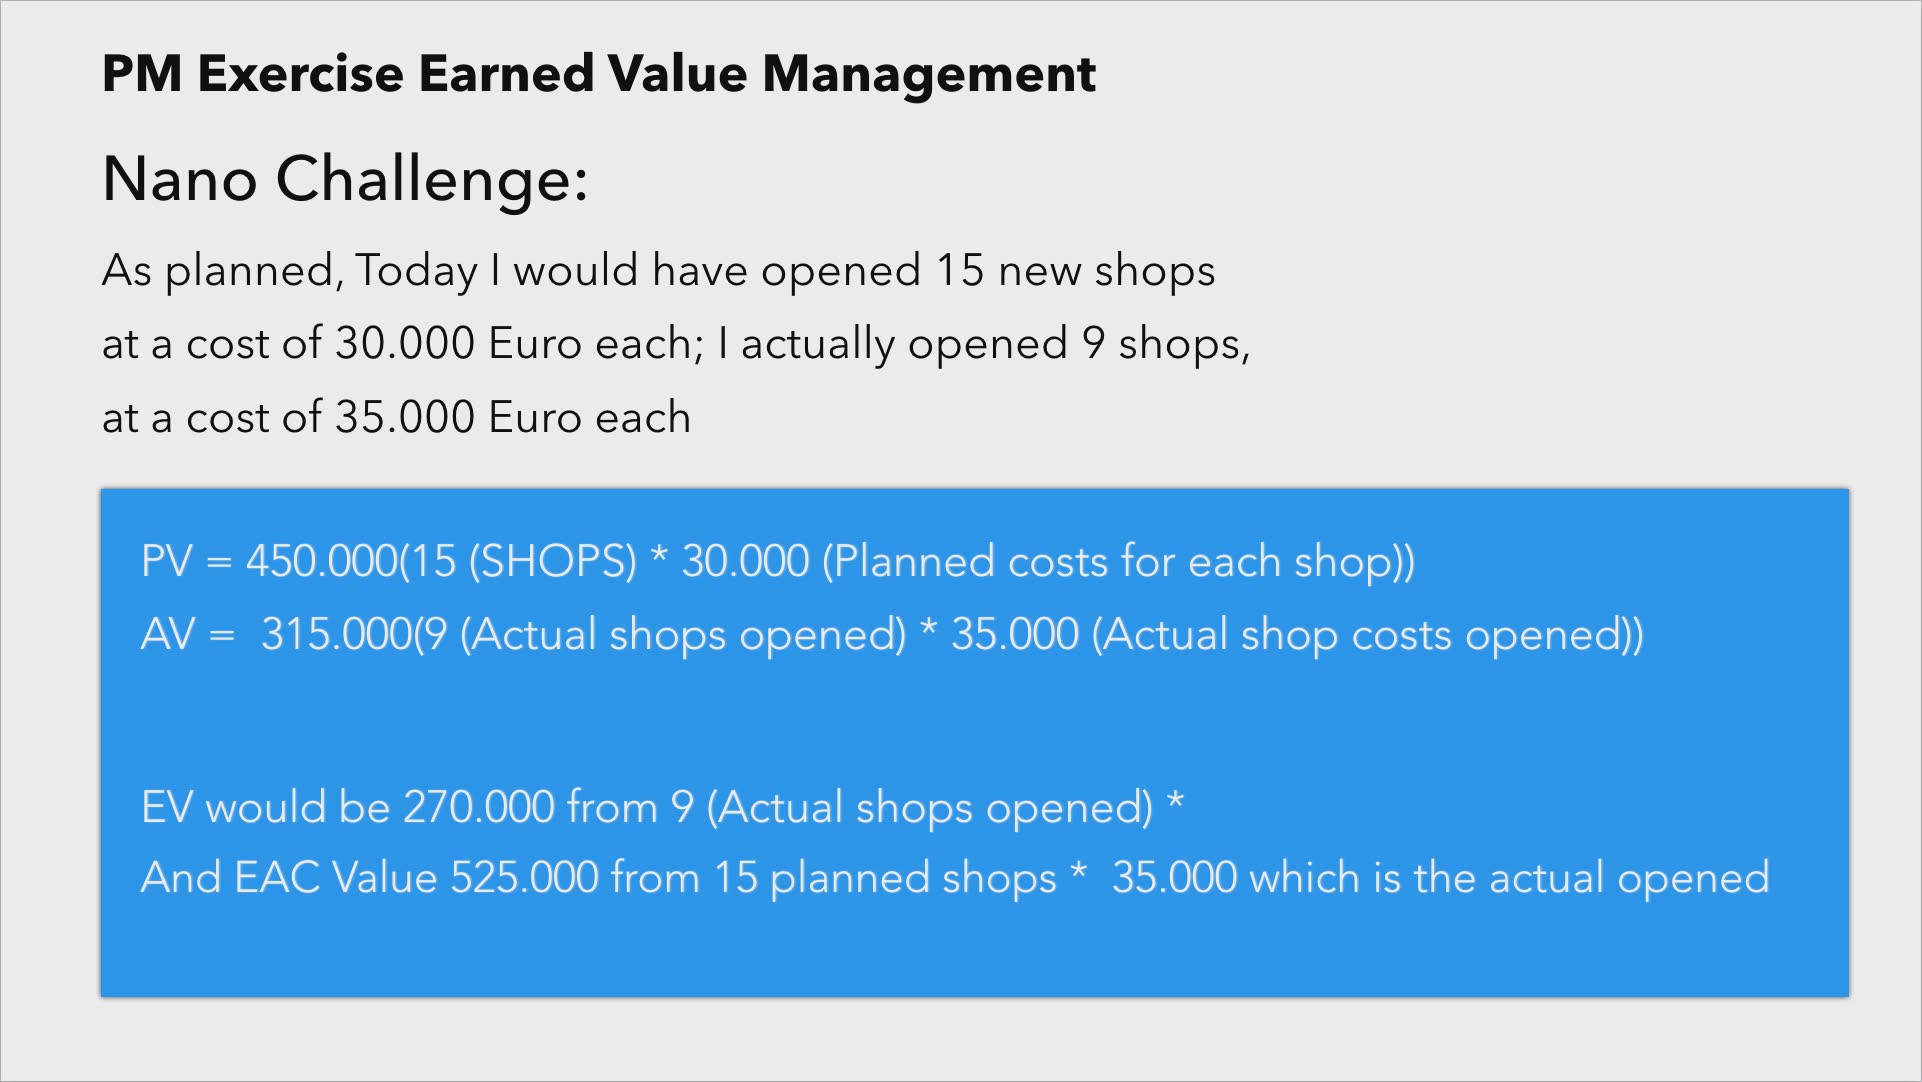 PM Exercise Earned Value Management
Nano Challenge:
As planned, Today I would have opened 15 new shops
at a cost of 30.000 Euro each; I actually opened 9 shops,
at a cost of 35.000 Euro each
PV = 450.000(15 (SHOPS) * 30.000 (Planned costs for each shop))
AV =  315.000(9 (Actual shops opened) * 35.000 (Actual shop costs opened))
EV would be 270.000 from 9 (Actual shops opened) *
And EAC Value 525.000 from 15 planned shops *  35.000 which is the actual opened